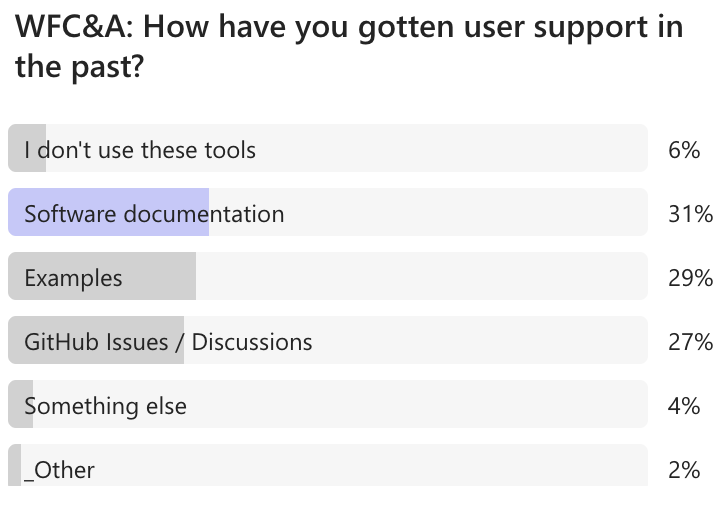 WFC&A: How have you gotten user support in
the past?
I don't use these tools 6%
Software documentation 31%
Examples 29%
GitHub Issues / Discussions 27%
Something else 4%
_Other 2%